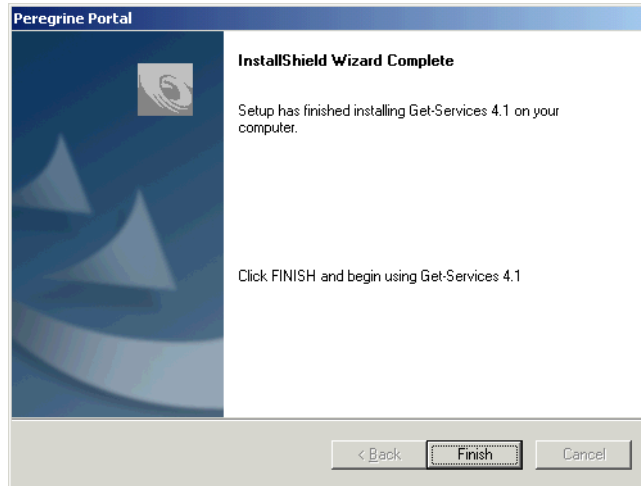 Peregrine Portal
InstallShield Wizard Complete
Setup has finished installing Get-Services 4.1 on your
computer.
Click FINISH and begin using Get-Services 4.1
< Back
Finish
Cancel